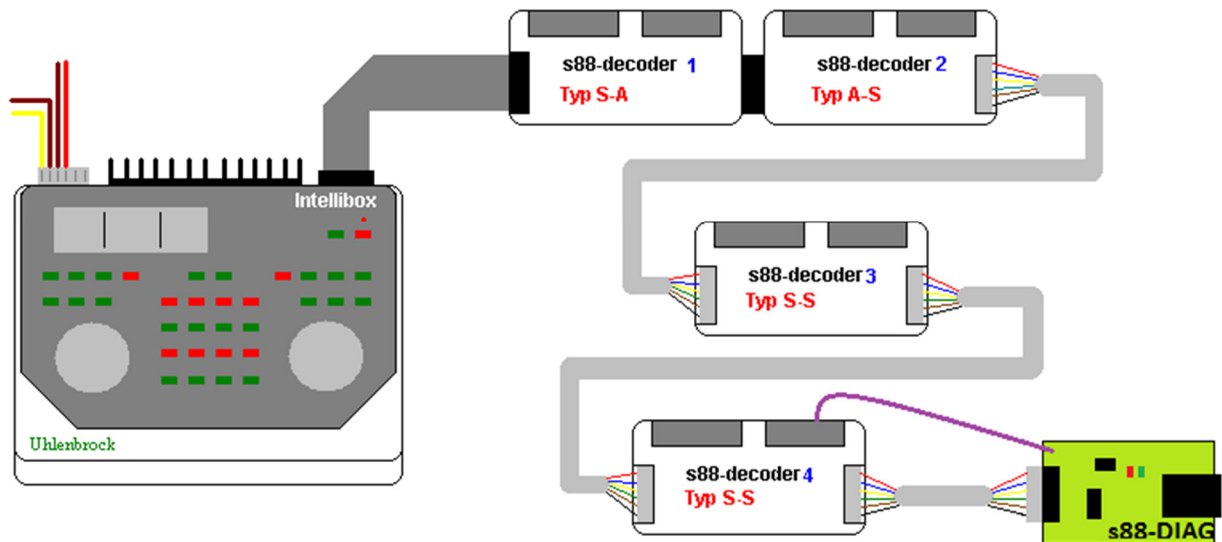 s88-decoder 1
Typ S-A
s88-decoder 2
Typ A-S
Intellibox
s88-decoder 3
Typ S-S
Uhlenbrock
s88-decoder 4
Typ S-S
s88-DIAG